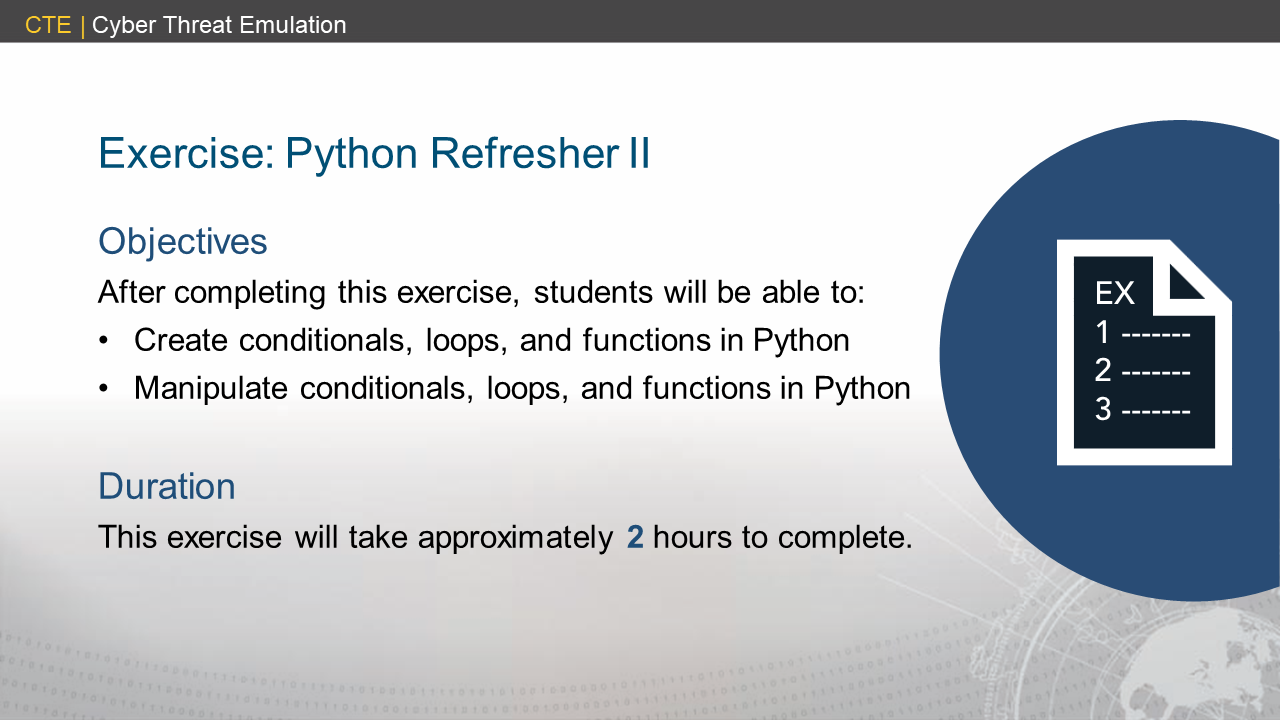 CTE | Cyber Threat Emulation
Exercise: Python Refresher II
Objectives
After completing this exercise, students will be able to:
• Create conditionals, loops, and functions in Python
• Manipulate conditionals, loops, and functions in Python
Duration
This exercise will take approximately 2 hours to complete.
EX
1 -------
2 -------
3 -------